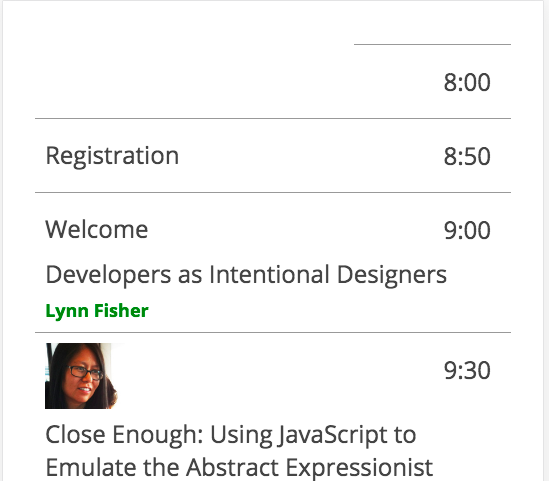 8:00
Registration 8:50
Welcome 9:00
Developers as Intentional Designers
Lynn Fisher
9:30
Close Enough: Using JavaScript to
Emulate the Abstract Expressionist